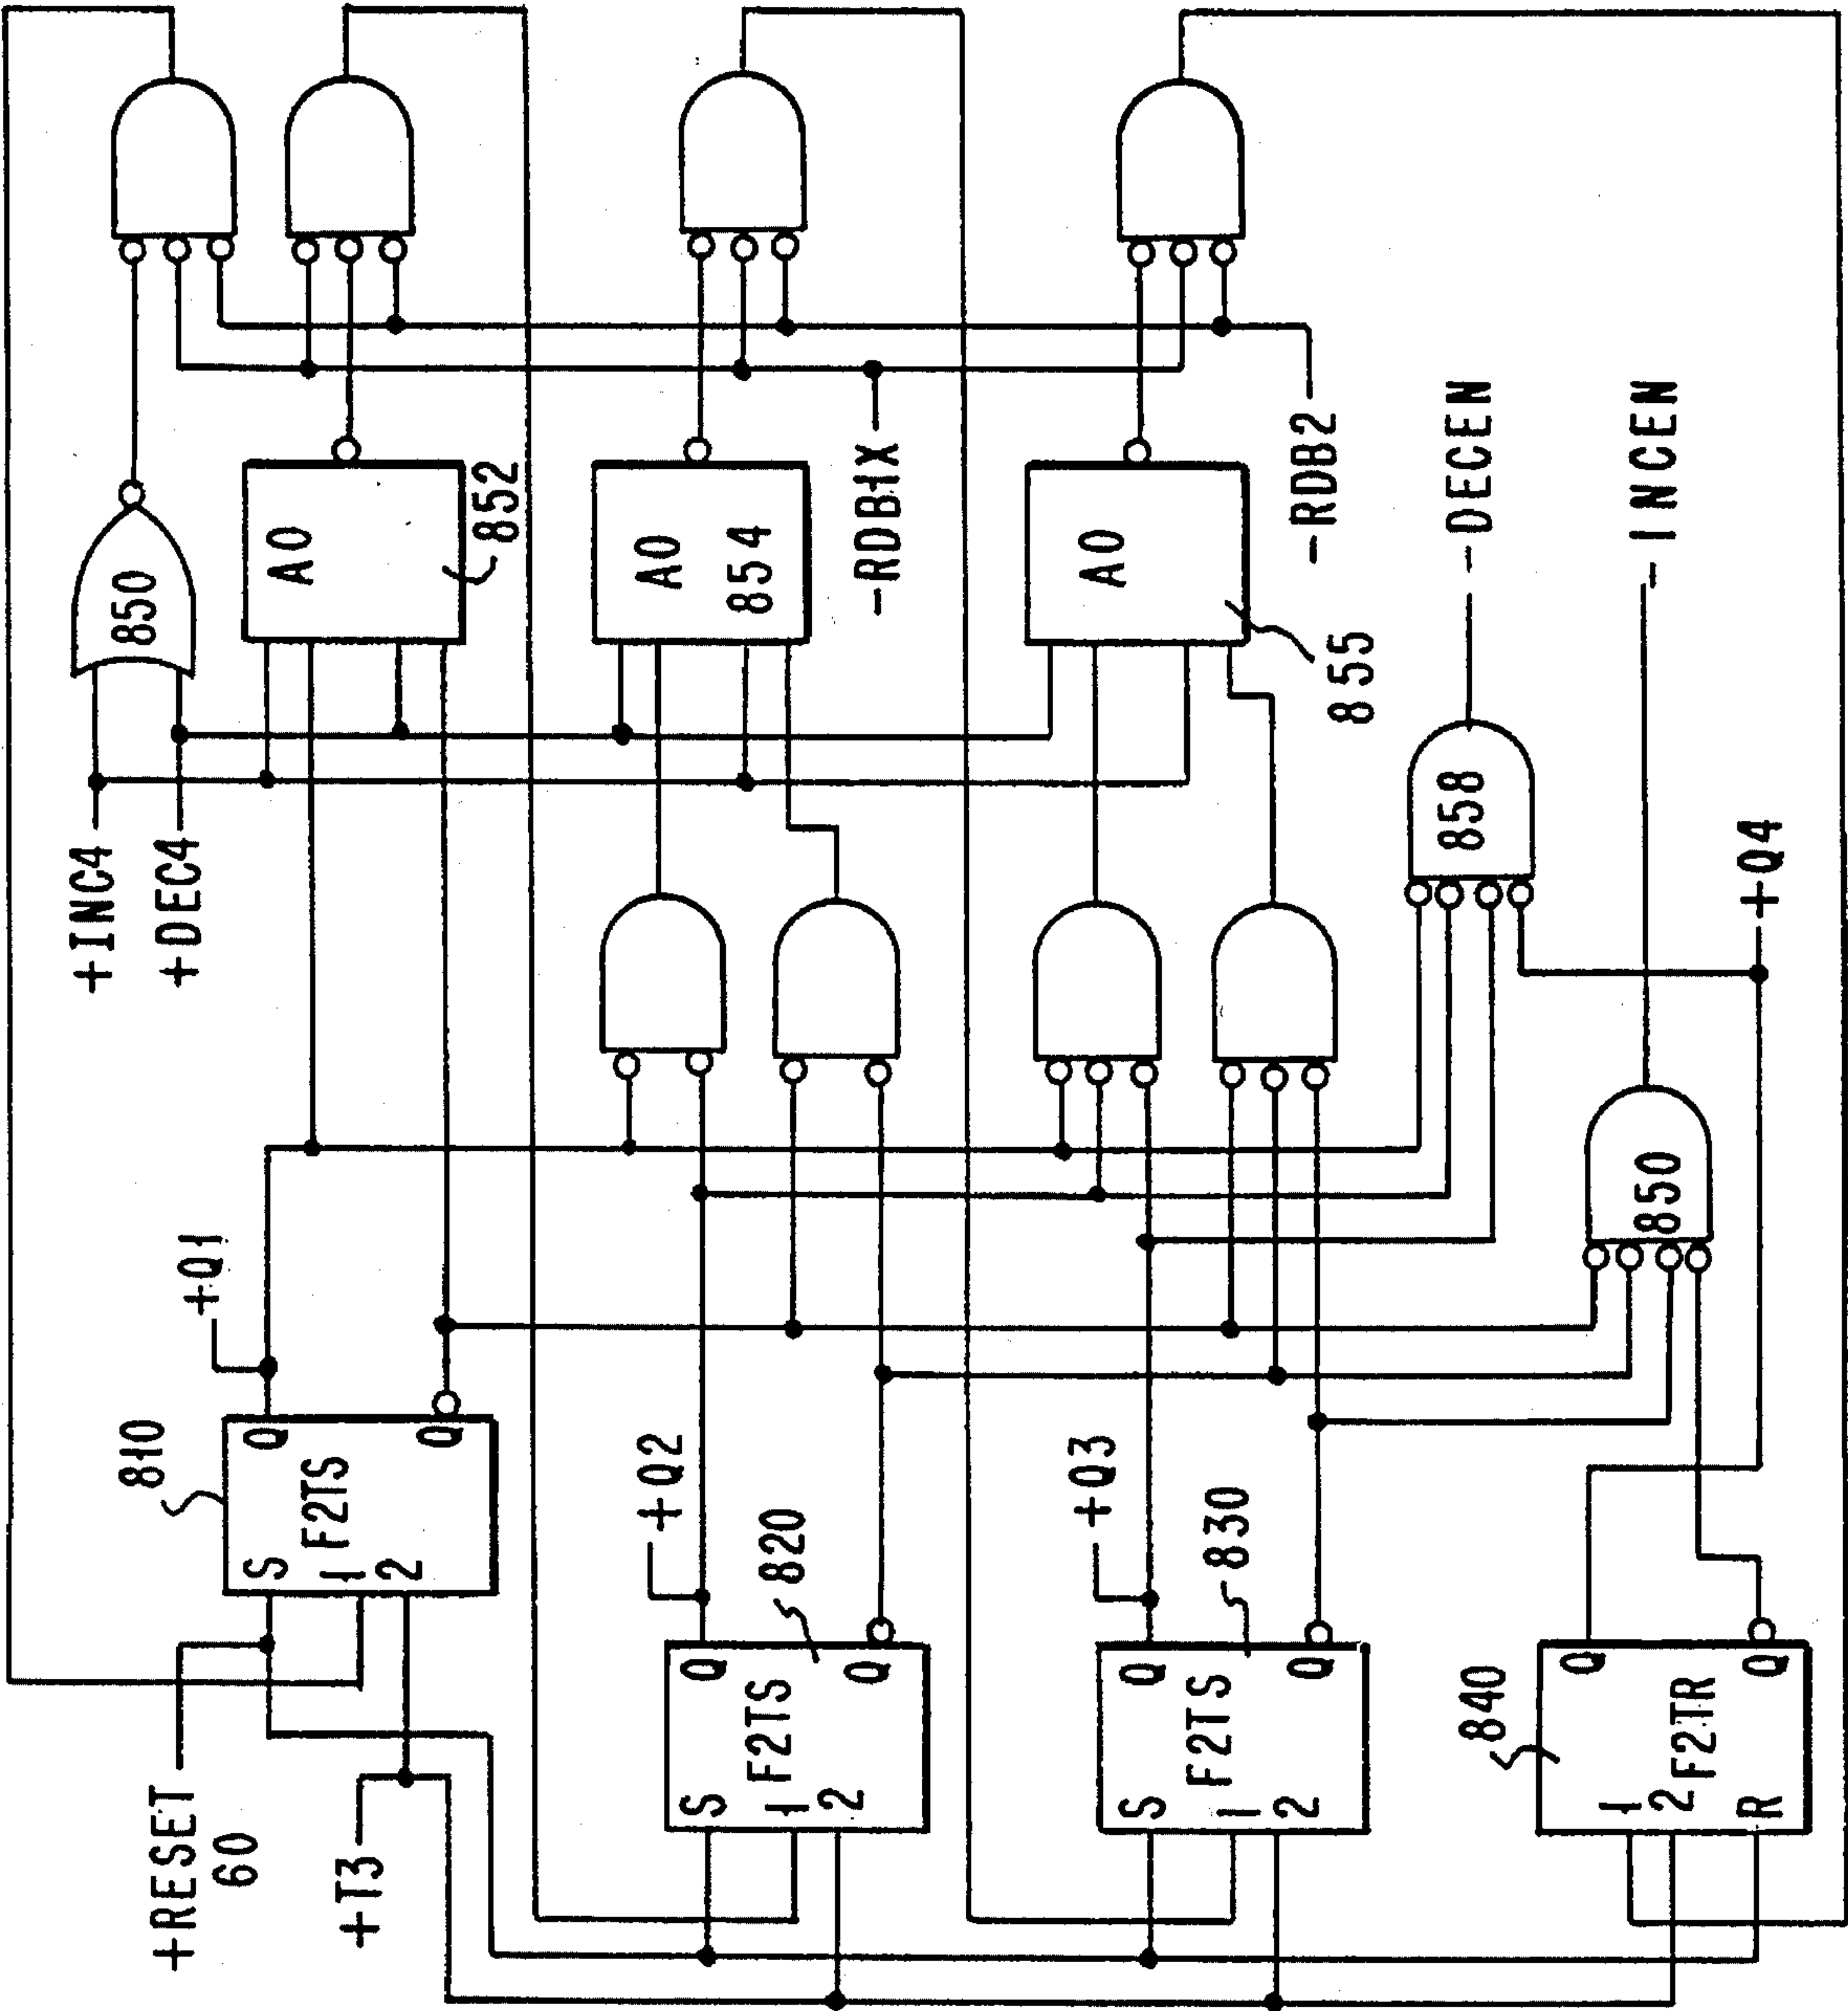 +INC4
+DEC4
850
A0
852
A0
854
-RDB1X
A0
855
-RDB2
-DECEN
-INCEN
858
+Q4
850
+Q1
810
Q
Q
F2TS
S
1
2
+Q2
820
Q
Q
F2TS
S
1
2
+Q3
830
Q
Q
F2TS
S
1
2
840
Q
Q
F2TR
1
2
R
+RESET
60
+T3